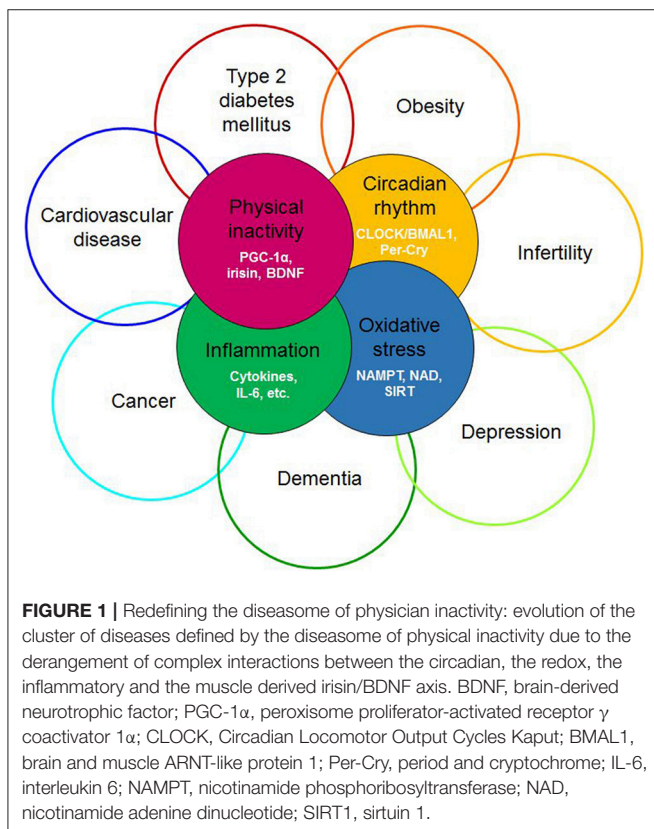 Type 2
diabetes
mellitus
Obesity
Cardiovascular
disease
Physical
inactivity
PGC-1α,
irisin, BDNF
Circadian
rhythm
CLOCK/BMAL1,
Per-Cry
Infertility
Inflammation
Cytokines,
IL-6, etc.
Oxidative
stress
NAMPT, NAD,
SIRT
Cancer
Depression
Dementia
FIGURE 1 | Redefining the diseasome of physician inactivity: evolution of the
cluster of diseases defined by the diseasome of physical inactivity due to the
derangement of complex interactions between the circadian, the redox, the
inflammatory and the muscle derived irisin/BDNF axis. BDNF, brain-derived
neurotrophic factor; PGC-1α, peroxisome proliferator-activated receptor γ
coactivator 1α; CLOCK, Circadian Locomotor Output Cycles Kaput; BMAL1,
brain and muscle ARNT-like protein 1; Per-Cry, period and cryptochrome; IL-6,
interleukin 6; NAMPT, nicotinamide phosphoribosyltransferase; NAD,
nicotinamide adenine dinucleotide; SIRT1, sirtuin 1.